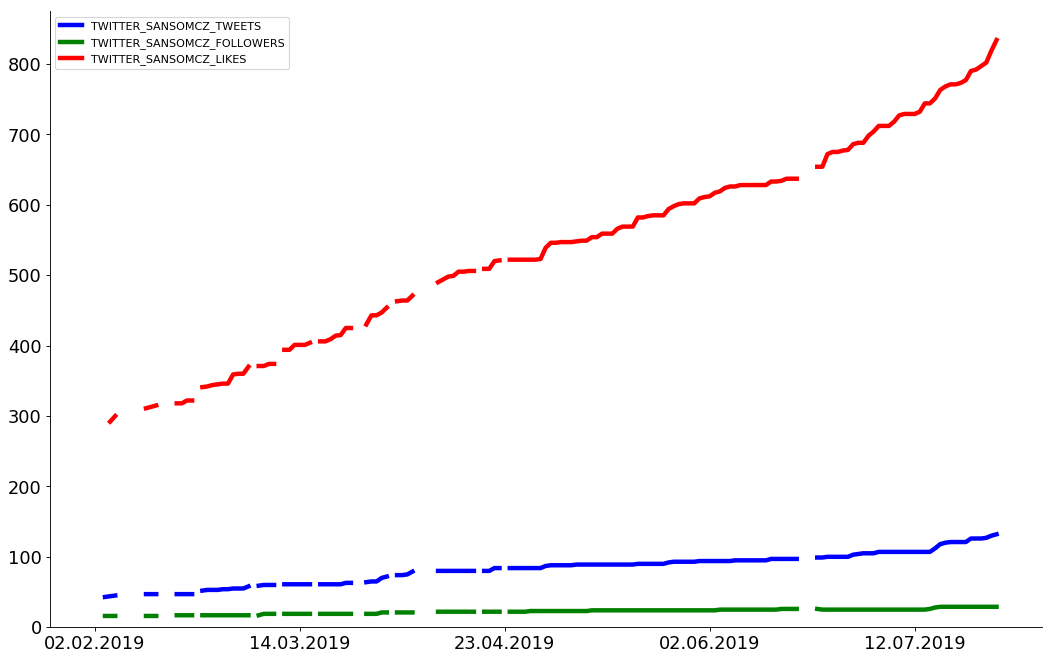 TWITTER_SANSOMCZ_TWEETS
TWITTER_SANSOMCZ_FOLLOWERS
TWITTER_SANSOMCZ_LIKES
800
700
600
500
400
300
200
100
0
02.02.2019 14.03.2019 23.04.2019 02.06.2019 12.07.2019